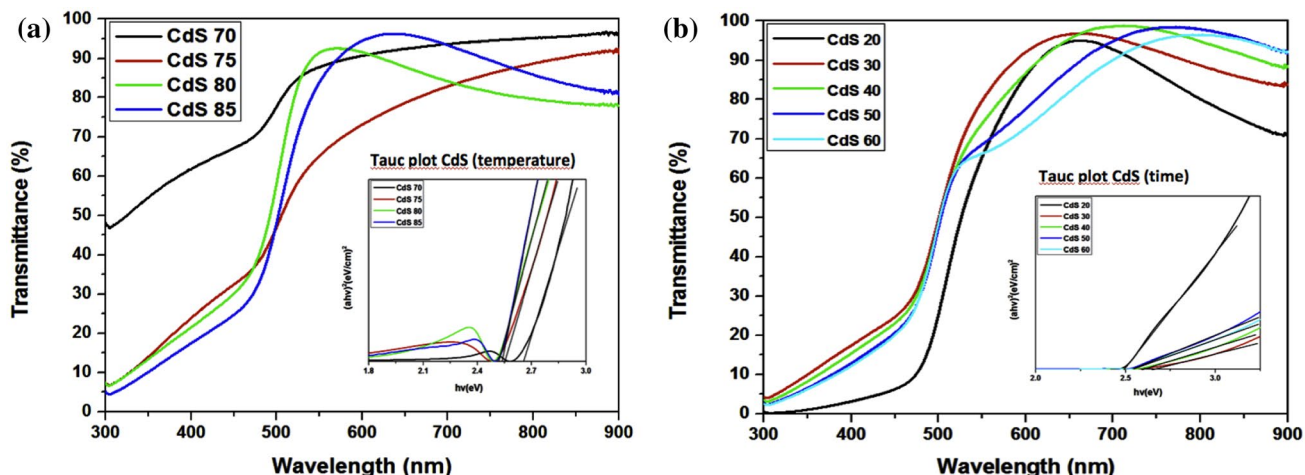 (a)
100
90
80
70
60
50
40
30
20
10
0
Transmittance (%)
CdS 70
CdS 75
CdS 80
CdS 85
Tauc plot CdS (temperature)
CdS 70
CdS 75
CdS 80
CdS 85
(ahv)²(eV/cm)²
1.8 2.1 2.4 2.7 3.0
hv(eV)
300 400 500 600 700 800 900
Wavelength (nm)
(b)
100
90
80
70
60
50
40
30
20
10
0
Transmittance (%)
CdS 20
CdS 30
CdS 40
CdS 50
CdS 60
Tauc plot CdS (time)
CdS 20
CdS 30
CdS 40
CdS 50
CdS 60
(ahv)²(eV/cm)²
2.0 2.5 3.0
hv(eV)
300 400 500 600 700 800 900
Wavelength (nm)